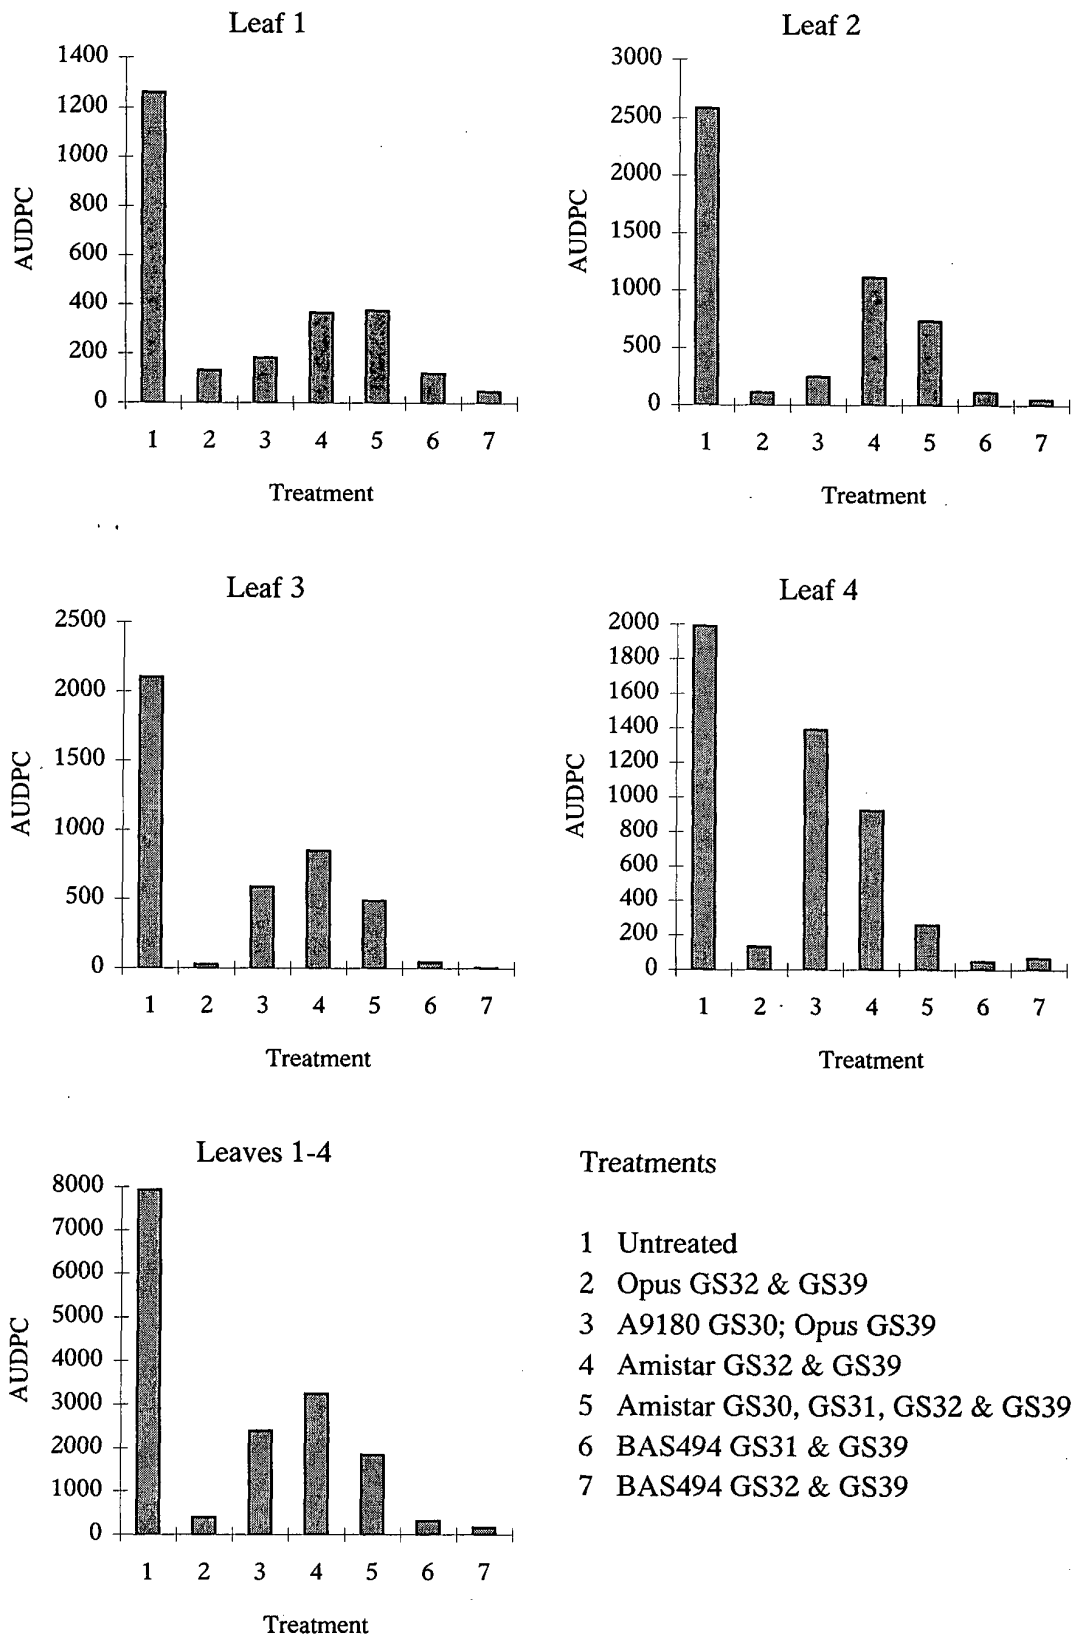 Leaf 1
1400
1200
1000
800
600
400
200
0
AUDPC
1 2 3 4 5 6 7
Treatment
Leaf 2
3000
2500
2000
1500
1000
500
0
AUDPC
1 2 3 4 5 6 7
Treatment
Leaf 3
2500
2000
1500
1000
500
0
AUDPC
1 2 3 4 5 6 7
Treatment
Leaf 4
2000
1800
1600
1400
1200
1000
800
600
400
200
0
AUDPC
1 2 3 4 5 6 7
Treatment
Leaves 1-4
8000
7000
6000
5000
4000
3000
2000
1000
0
AUDPC
1 2 3 4 5 6 7
Treatment
Treatments
1 Untreated
2 Opus GS32 & GS39
3 A9180 GS30; Opus GS39
4 Amistar GS32 & GS39
5 Amistar GS30, GS31, GS32 & GS39
6 BAS494 GS31 & GS39
7 BAS494 GS32 & GS39